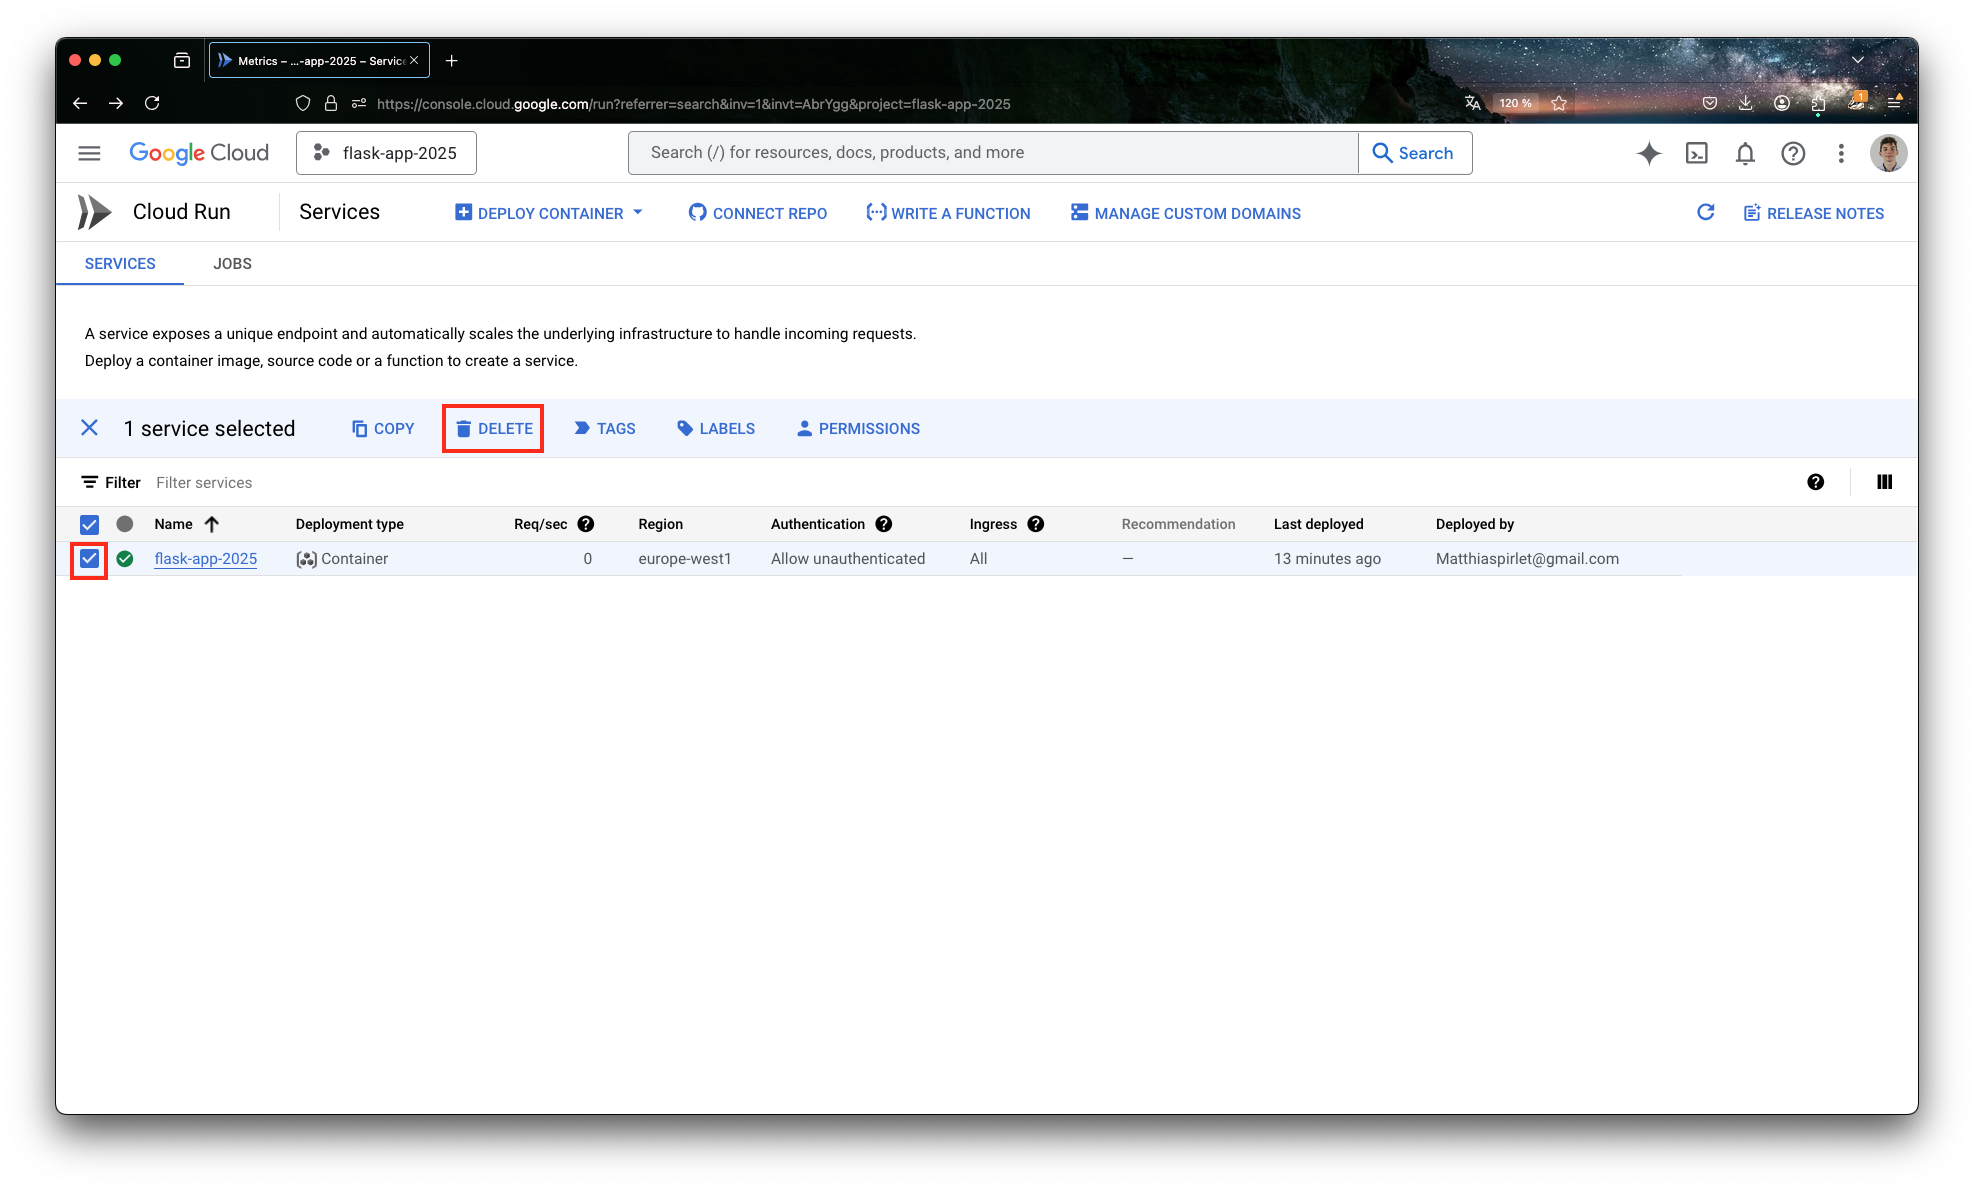 Metrics – ...-app-2025 – Service
https://console.cloud.google.com/run?referrer=search&inv=1&invt=AbrYgg&project=flask-app-2025
120 %
1
Google Cloud
flask-app-2025
Search (/) for resources, docs, products, and more
Search
Cloud Run
Services
DEPLOY CONTAINER
CONNECT REPO
WRITE A FUNCTION
MANAGE CUSTOM DOMAINS
RELEASE NOTES
SERVICES
JOBS
A service exposes a unique endpoint and automatically scales the underlying infrastructure to handle incoming requests.
Deploy a container image, source code or a function to create a service.
1 service selected
COPY
DELETE
TAGS
LABELS
PERMISSIONS
Filter Filter services
Name Deployment type Req/sec Region Authentication Ingress Recommendation Last deployed Deployed by
flask-app-2025 Container 0 europe-west1 Allow unauthenticated All — 13 minutes ago Matthiaspirlet@gmail.com